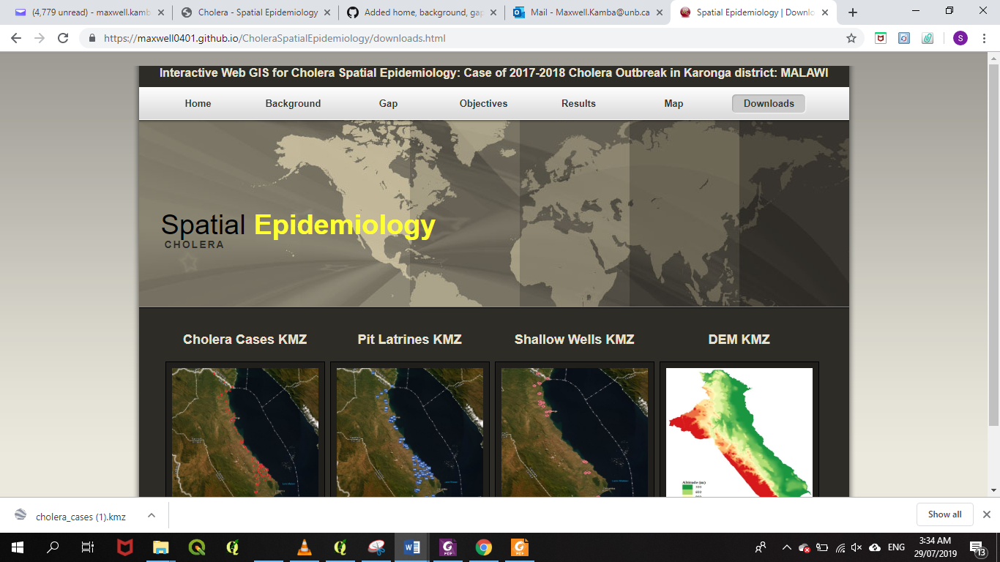 (4,779 unread) - maxwell.kamb
Cholera - Spatial Epidemiology
Added home, background, gap
Mail - Maxwell.Kamba@unb.ca
Spatial Epidemiology | Downlo
https://maxwell0401.github.io/CholeraSpatialEpidemiology/downloads.html
S
Interactive Web GIS for Cholera Spatial Epidemiology: Case of 2017-2018 Cholera Outbreak in Karonga district: MALAWI
Home
Background
Gap
Objectives
Results
Map
Downloads
Spatial Epidemiology
CHOLERA
Cholera Cases KMZ
Pit Latrines KMZ
Shallow Wells KMZ
DEM KMZ
Altitude (m)
cholera_cases (1).kmz
Show all
PDF
PDF
ENG
3:34 AM
29/07/2019
13